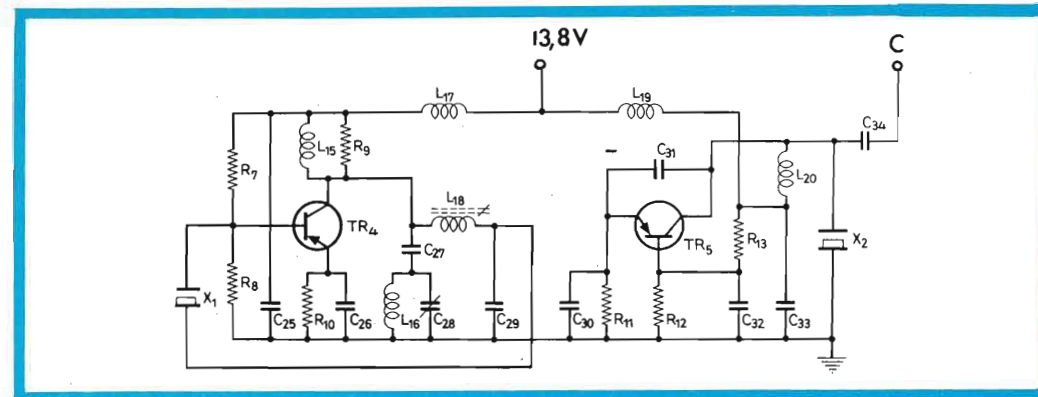 13,8V
C
L17
L19
C34
R7
L15
R9
C31
L20
L18
TR4
TR5
R13
X2
C27
X1
R8
C25
R10
C26
L16
C28
C29
C30
R11
R12
C32
C33